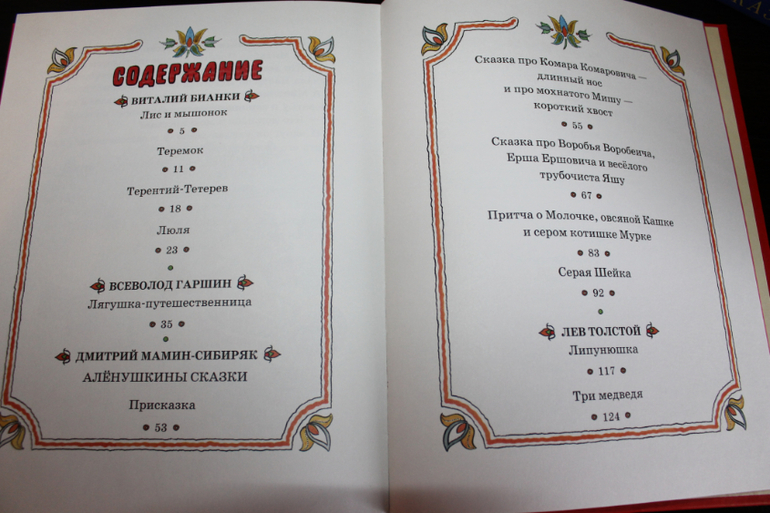 СОДЕРЖАНИЕ
ВИТАЛИЙ БИАНКИ
Лис и мышонок
5
Теремок
11
Терентий-Тетерев
18
Люля
23
ВСЕВОЛОД ГАРШИН
Лягушка-путешественница
35
ДМИТРИЙ МАМИН-СИБИРЯК
АЛЁНУШКИНЫ СКАЗКИ
Присказка
53
Сказка про Комара Комаровича —
длинный нос
и про мохнатого Мишу —
короткий хвост
55
Сказка про Воробья Воробеича,
Ерша Ершовича и весёлого
трубочиста Яшу
67
Притча о Молочке, овсяной Кашке
и сером котишке Мурке
83
Серая Шейка
92
ЛЕВ ТОЛСТОЙ
Липунюшка
117
Три медведя
124